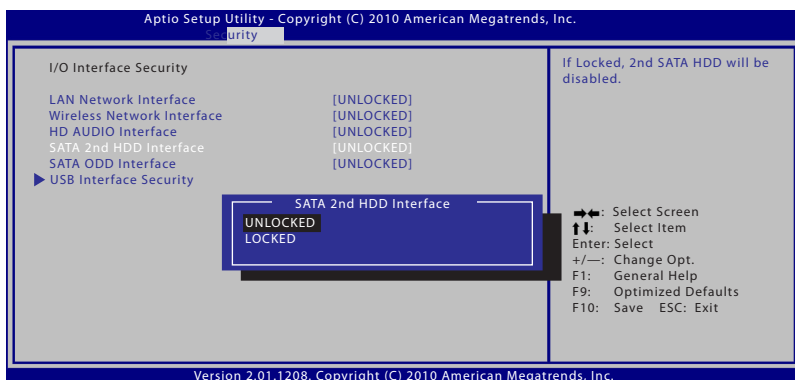 Aptio Setup Utility - Copyright (C) 2010 American Megatrends, Inc.
Security
I/O Interface Security
LAN Network Interface [UNLOCKED]
Wireless Network Interface [UNLOCKED]
HD AUDIO Interface [UNLOCKED]
SATA 2nd HDD Interface [UNLOCKED]
SATA ODD Interface [UNLOCKED]
USB Interface Security
SATA 2nd HDD Interface
UNLOCKED
LOCKED
If Locked, 2nd SATA HDD will be
disabled.
→←: Select Screen
↑↓: Select Item
Enter: Select
+/—: Change Opt.
F1: General Help
F9: Optimized Defaults
F10: Save ESC: Exit
Version 2.01.1208. Copyright (C) 2010 American Megatrends, Inc.